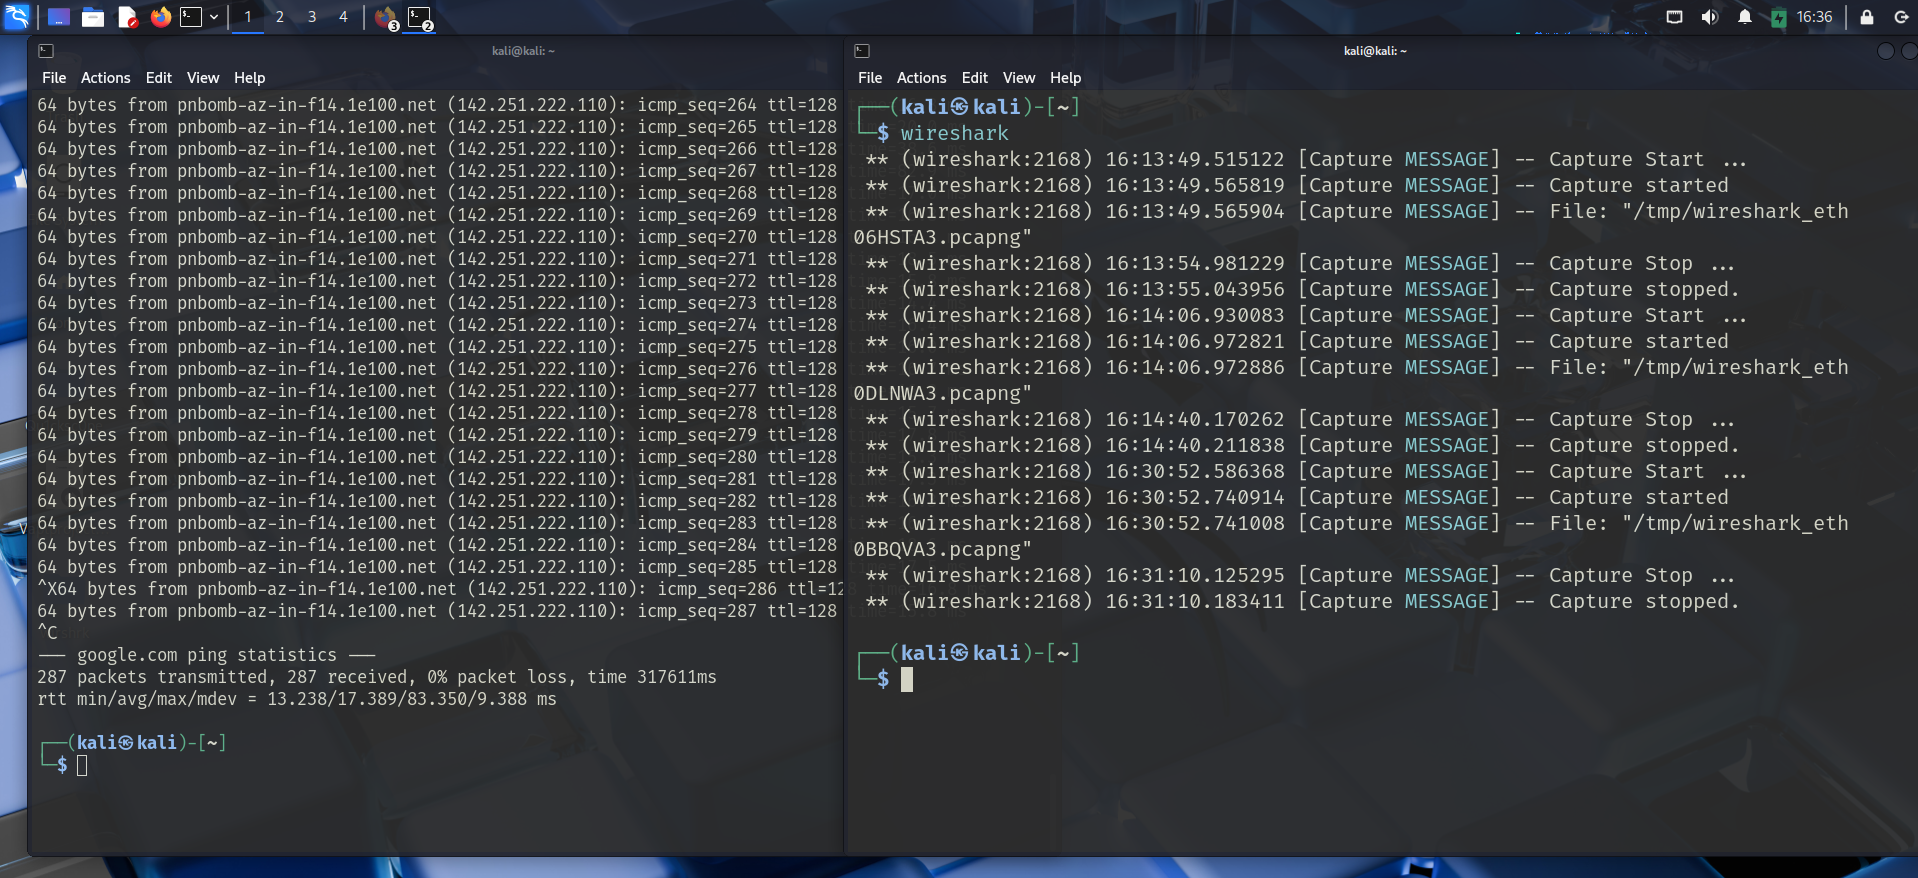 1 2 3 4 3 2 16:36
kali@kali: ~
File Actions Edit View Help
64 bytes from pnbomb-az-in-f14.1e100.net (142.251.222.110): icmp_seq=264 ttl=128
64 bytes from pnbomb-az-in-f14.1e100.net (142.251.222.110): icmp_seq=265 ttl=128
64 bytes from pnbomb-az-in-f14.1e100.net (142.251.222.110): icmp_seq=266 ttl=128
64 bytes from pnbomb-az-in-f14.1e100.net (142.251.222.110): icmp_seq=267 ttl=128
64 bytes from pnbomb-az-in-f14.1e100.net (142.251.222.110): icmp_seq=268 ttl=128
64 bytes from pnbomb-az-in-f14.1e100.net (142.251.222.110): icmp_seq=269 ttl=128
64 bytes from pnbomb-az-in-f14.1e100.net (142.251.222.110): icmp_seq=270 ttl=128
64 bytes from pnbomb-az-in-f14.1e100.net (142.251.222.110): icmp_seq=271 ttl=128
64 bytes from pnbomb-az-in-f14.1e100.net (142.251.222.110): icmp_seq=272 ttl=128
64 bytes from pnbomb-az-in-f14.1e100.net (142.251.222.110): icmp_seq=273 ttl=128
64 bytes from pnbomb-az-in-f14.1e100.net (142.251.222.110): icmp_seq=274 ttl=128
64 bytes from pnbomb-az-in-f14.1e100.net (142.251.222.110): icmp_seq=275 ttl=128
64 bytes from pnbomb-az-in-f14.1e100.net (142.251.222.110): icmp_seq=276 ttl=128
64 bytes from pnbomb-az-in-f14.1e100.net (142.251.222.110): icmp_seq=277 ttl=128
64 bytes from pnbomb-az-in-f14.1e100.net (142.251.222.110): icmp_seq=278 ttl=128
64 bytes from pnbomb-az-in-f14.1e100.net (142.251.222.110): icmp_seq=279 ttl=128
64 bytes from pnbomb-az-in-f14.1e100.net (142.251.222.110): icmp_seq=280 ttl=128
64 bytes from pnbomb-az-in-f14.1e100.net (142.251.222.110): icmp_seq=281 ttl=128
64 bytes from pnbomb-az-in-f14.1e100.net (142.251.222.110): icmp_seq=282 ttl=128
64 bytes from pnbomb-az-in-f14.1e100.net (142.251.222.110): icmp_seq=283 ttl=128
64 bytes from pnbomb-az-in-f14.1e100.net (142.251.222.110): icmp_seq=284 ttl=128
64 bytes from pnbomb-az-in-f14.1e100.net (142.251.222.110): icmp_seq=285 ttl=128
^X64 bytes from pnbomb-az-in-f14.1e100.net (142.251.222.110): icmp_seq=286 ttl=128
64 bytes from pnbomb-az-in-f14.1e100.net (142.251.222.110): icmp_seq=287 ttl=128
^C
--- google.com ping statistics ---
287 packets transmitted, 287 received, 0% packet loss, time 317611ms
rtt min/avg/max/mdev = 13.238/17.389/83.350/9.388 ms
┌──(kali㉿kali)-[~]
└─$
kali@kali: ~
File Actions Edit View Help
┌──(kali㉿kali)-[~]
└─$ wireshark
** (wireshark:2168) 16:13:49.515122 [Capture MESSAGE] -- Capture Start ...
** (wireshark:2168) 16:13:49.565819 [Capture MESSAGE] -- Capture started
** (wireshark:2168) 16:13:49.565904 [Capture MESSAGE] -- File: "/tmp/wireshark_eth
06HSTA3.pcapng"
** (wireshark:2168) 16:13:54.981229 [Capture MESSAGE] -- Capture Stop ...
** (wireshark:2168) 16:13:55.043956 [Capture MESSAGE] -- Capture stopped.
** (wireshark:2168) 16:14:06.930083 [Capture MESSAGE] -- Capture Start ...
** (wireshark:2168) 16:14:06.972821 [Capture MESSAGE] -- Capture started
** (wireshark:2168) 16:14:06.972886 [Capture MESSAGE] -- File: "/tmp/wireshark_eth
0DLNWA3.pcapng"
** (wireshark:2168) 16:14:40.170262 [Capture MESSAGE] -- Capture Stop ...
** (wireshark:2168) 16:14:40.211838 [Capture MESSAGE] -- Capture stopped.
** (wireshark:2168) 16:30:52.586368 [Capture MESSAGE] -- Capture Start ...
** (wireshark:2168) 16:30:52.740914 [Capture MESSAGE] -- Capture started
** (wireshark:2168) 16:30:52.741008 [Capture MESSAGE] -- File: "/tmp/wireshark_eth
0BBQVA3.pcapng"
** (wireshark:2168) 16:31:10.125295 [Capture MESSAGE] -- Capture Stop ...
** (wireshark:2168) 16:31:10.183411 [Capture MESSAGE] -- Capture stopped.
┌──(kali㉿kali)-[~]
└─$